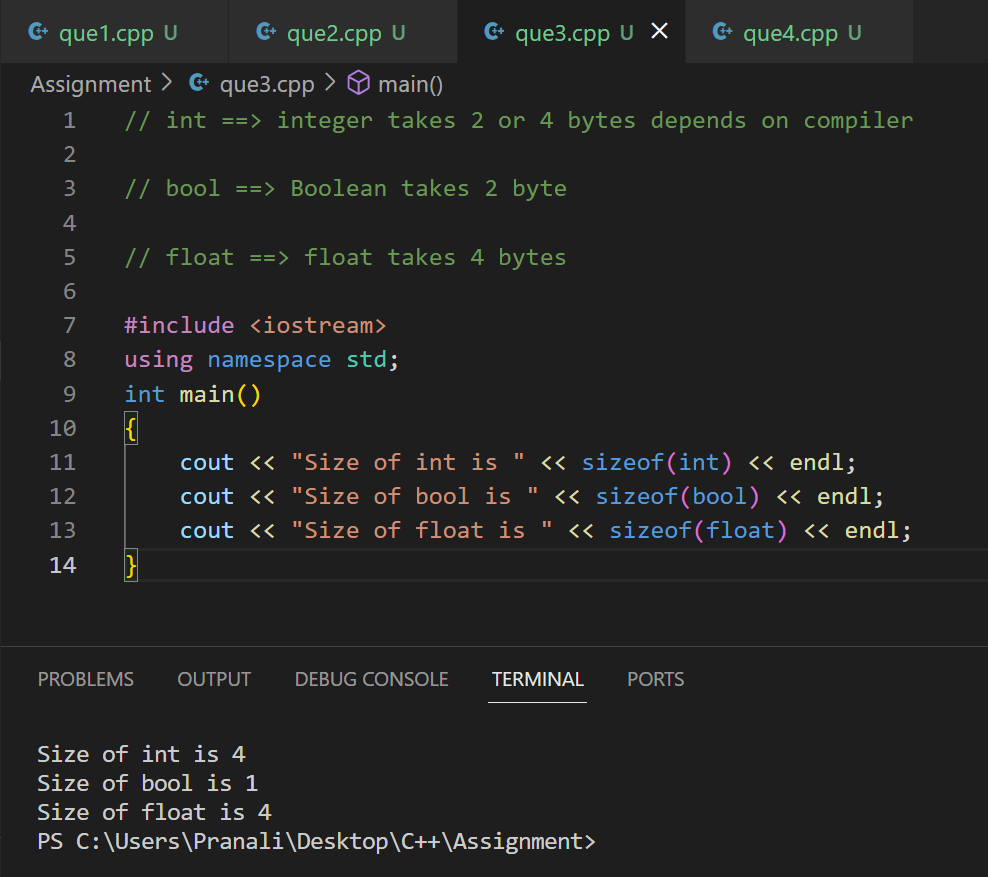 que1.cpp U que2.cpp U que3.cpp U que4.cpp U
Assignment > que3.cpp > main()
1 // int ==> integer takes 2 or 4 bytes depends on compiler
2
3 // bool ==> Boolean takes 2 byte
4
5 // float ==> float takes 4 bytes
6
7 #include <iostream>
8 using namespace std;
9 int main()
10 {
11 cout << "Size of int is " << sizeof(int) << endl;
12 cout << "Size of bool is " << sizeof(bool) << endl;
13 cout << "Size of float is " << sizeof(float) << endl;
14 }
PROBLEMS OUTPUT DEBUG CONSOLE TERMINAL PORTS
Size of int is 4
Size of bool is 1
Size of float is 4
PS C:\Users\Pranali\Desktop\C++\Assignment>